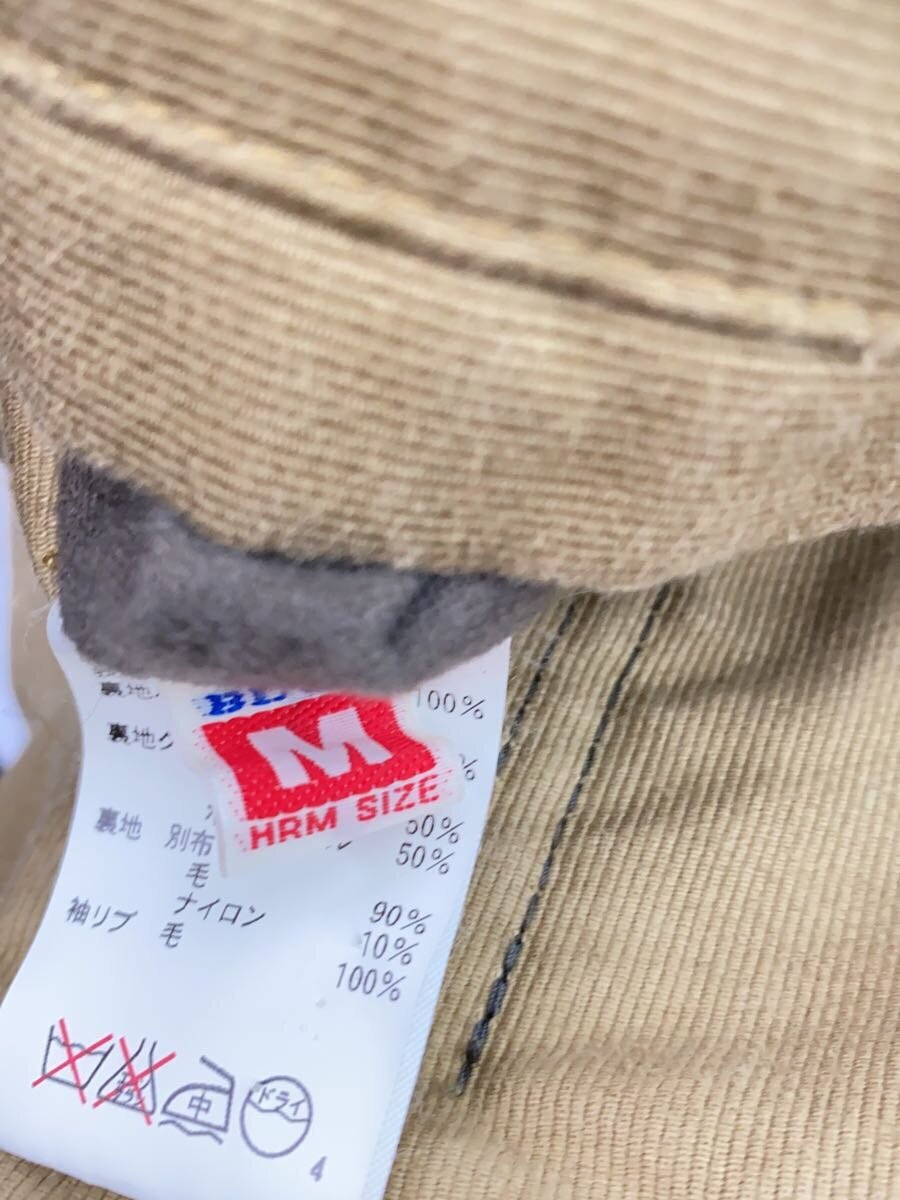 裏地
100%
裏地
M
HRM SIZE
%
裏地 別布 50%
毛 50%
ナイロン 90%
袖リブ 毛 10%
100%
中
ドライ
4